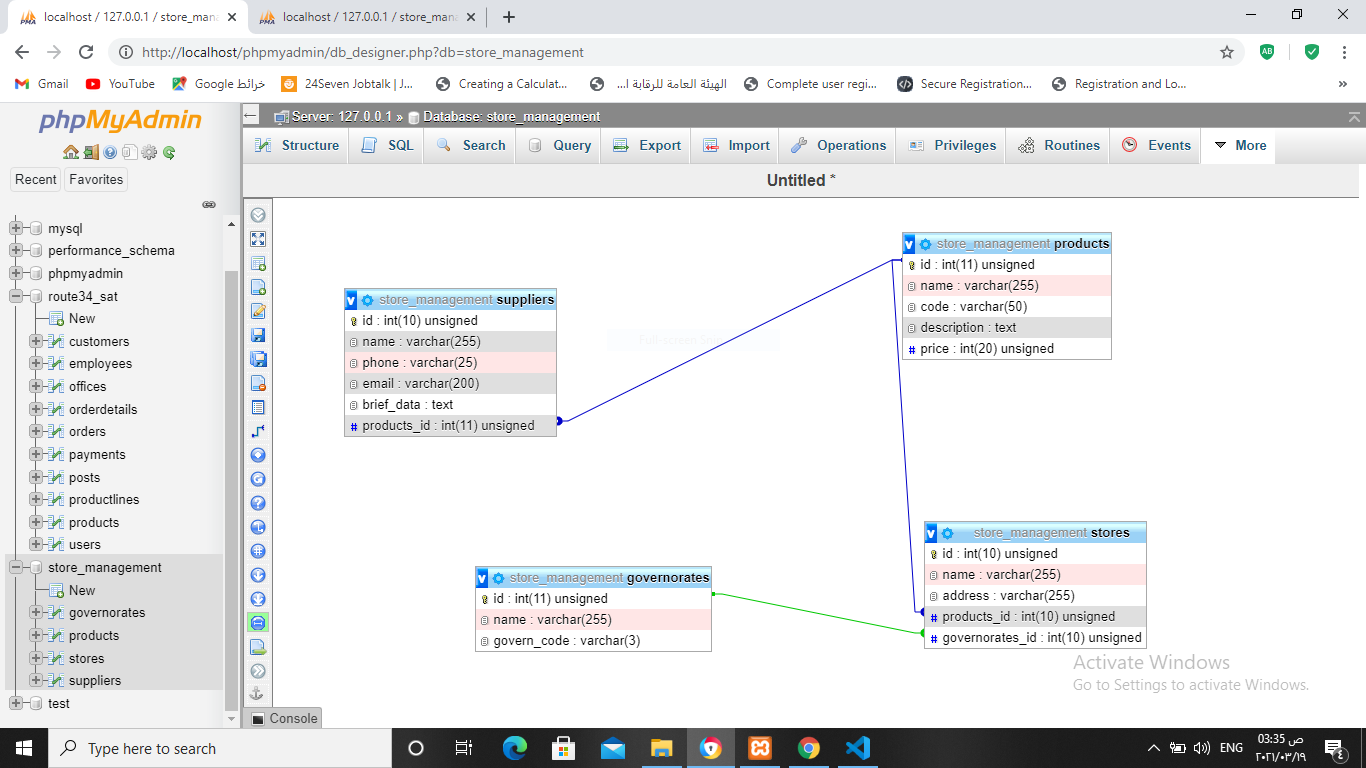 localhost / 127.0.0.1 / store_mana
localhost / 127.0.0.1 / store_mana
http://localhost/phpmyadmin/db_designer.php?db=store_management
AB
Gmail
YouTube
خرائط Google
24Seven Jobtalk | J...
Creating a Calculat...
الهيئة العامة للرقابة ا...
Complete user regi...
Secure Registration...
Registration and Lo...
phpMyAdmin
Recent
Favorites
mysql
performance_schema
phpmyadmin
route34_sat
New
customers
employees
offices
orderdetails
orders
payments
posts
productlines
products
users
store_management
New
governorates
products
stores
suppliers
test
Server: 127.0.0.1 » Database: store_management
Structure
SQL
Search
Query
Export
Import
Operations
Privileges
Routines
Events
More
Untitled *
store_management suppliers
id : int(10) unsigned
name : varchar(255)
phone : varchar(25)
email : varchar(200)
brief_data : text
products_id : int(11) unsigned
store_management products
id : int(11) unsigned
name : varchar(255)
code : varchar(50)
description : text
price : int(20) unsigned
store_management governorates
id : int(11) unsigned
name : varchar(255)
govern_code : varchar(3)
store_management stores
id : int(10) unsigned
name : varchar(255)
address : varchar(255)
products_id : int(10) unsigned
governorates_id : int(10) unsigned
Activate Windows
Go to Settings to activate Windows.
Console
Type here to search
ENG
03:35 ص
٢٠٢١/٠٣/١٩
٤